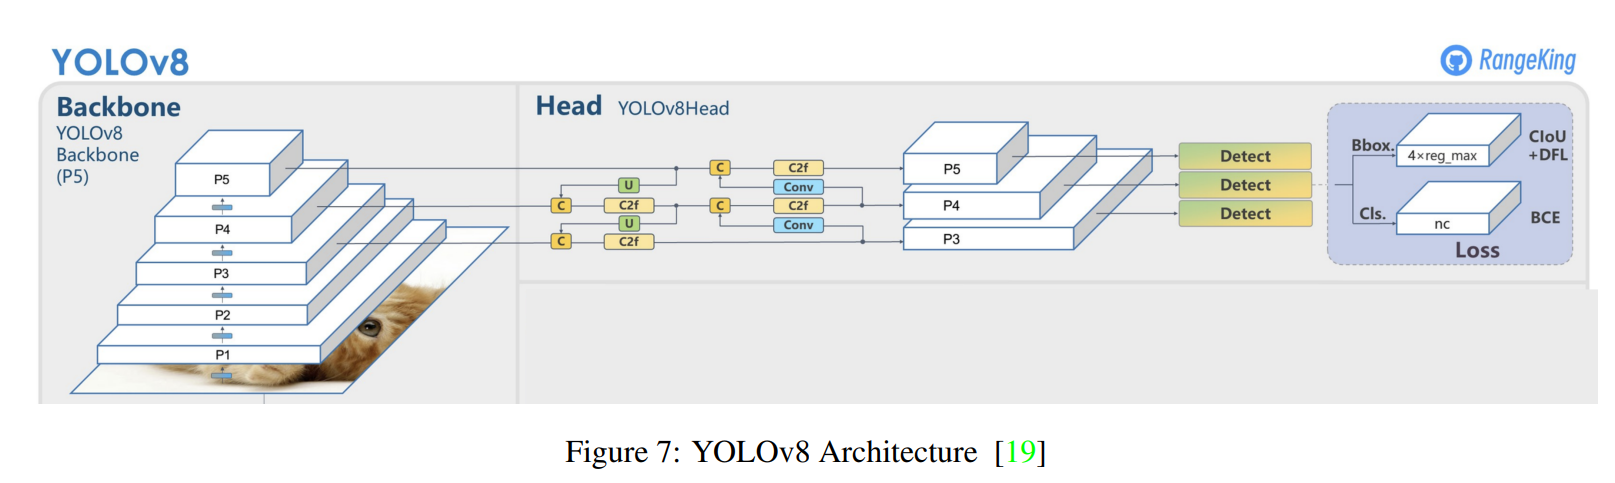 YOLOv8
RangeKing
Backbone
YOLOv8
Backbone
(P5)
P5
P4
P3
P2
P1
Head YOLOv8Head
C C2f
U
Conv
C C2f C C2f
U
Conv
C C2f
P5
P4
P3
Detect
Detect
Detect
Bbox.
4×reg_max
CIoU
+DFL
Cls.
nc
BCE
Loss
Figure 7: YOLOv8 Architecture [19]